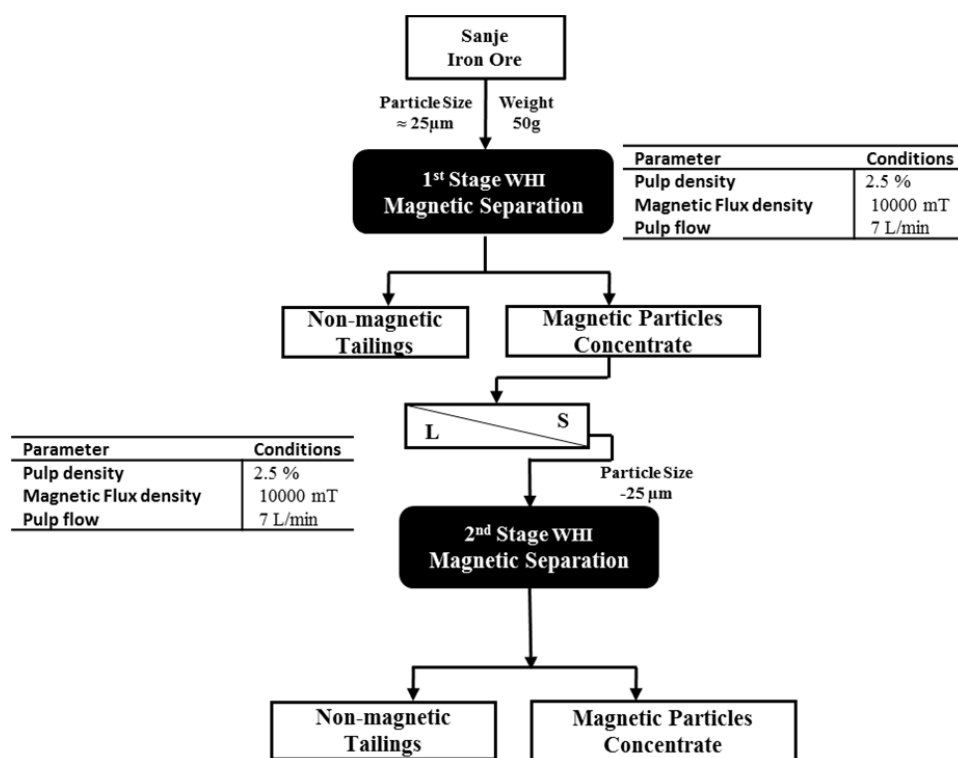 Sanje
Iron Ore
Particle Size
≈ 25µm
Weight
50g
1st Stage WHI
Magnetic Separation
Parameter Conditions
Pulp density 2.5 %
Magnetic Flux density 10000 mT
Pulp flow 7 L/min
Non-magnetic
Tailings
Magnetic Particles
Concentrate
L S
Parameter Conditions
Pulp density 2.5 %
Magnetic Flux density 10000 mT
Pulp flow 7 L/min
Particle Size
-25 µm
2nd Stage WHI
Magnetic Separation
Non-magnetic
Tailings
Magnetic Particles
Concentrate